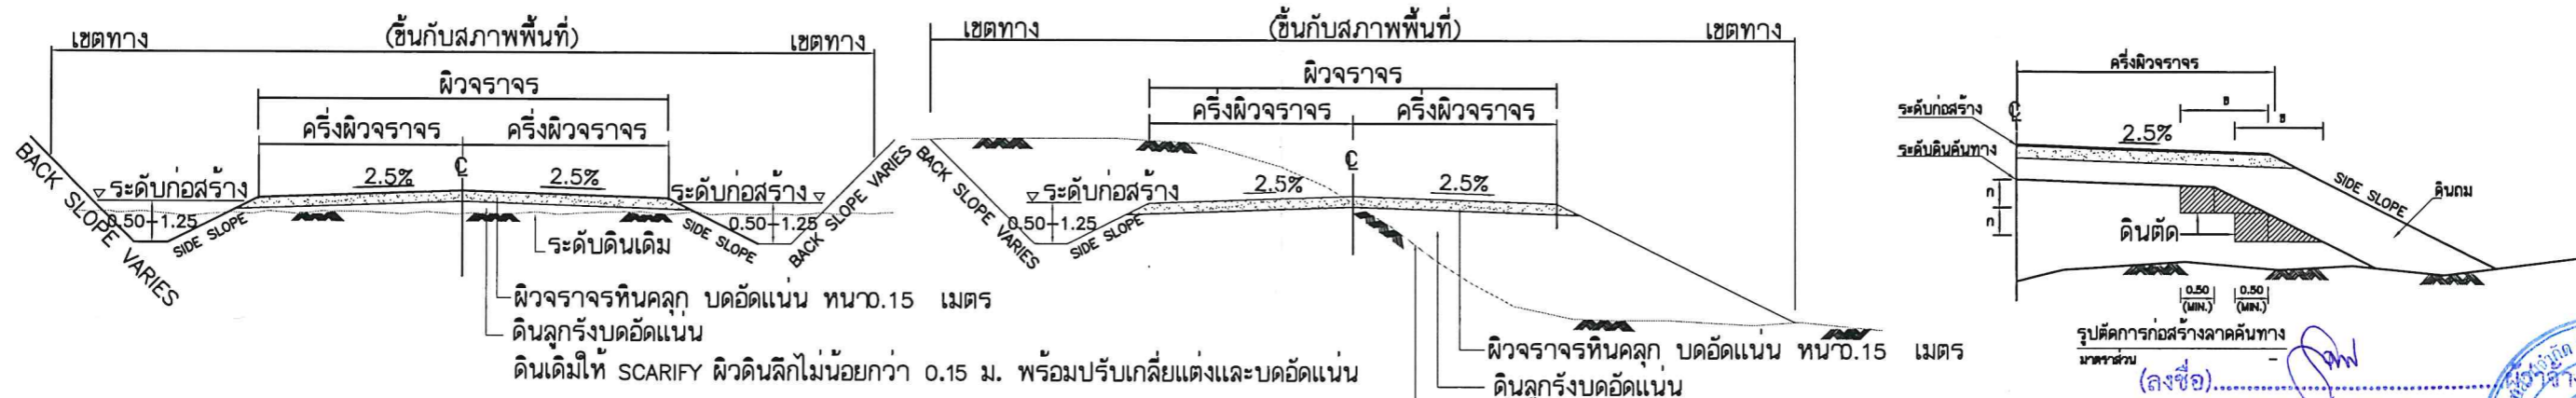 เขตทาง (ขึ้นกับสภาพพื้นที่) เขตทาง
ผิวจราจร
ครึ่งผิวจราจร ครึ่งผิวจราจร
BACK SLOPE VARIES
ระดับก่อสร้าง
2.5% ℄ 2.5%
ระดับก่อสร้าง
0.50-1.25
SIDE SLOPE
SIDE SLOPE
0.50-1.25
BACK SLOPE VARIES
ระดับดินเดิม
ผิวจราจรหินคลุก บดอัดแน่น หนา0.15 เมตร
ดินลูกรังบดอัดแน่น
ดินเดิมให้ SCARIFY ผิวดินลึกไม่น้อยกว่า 0.15 ม. พร้อมปรับเกลี่ยแต่งและบดอัดแน่น
เขตทาง (ขึ้นกับสภาพพื้นที่) เขตทาง
ผิวจราจร
ครึ่งผิวจราจร ครึ่งผิวจราจร
BACK SLOPE VARIES
ระดับก่อสร้าง
2.5% ℄ 2.5%
0.50-1.25
SIDE SLOPE
ผิวจราจรหินคลุก บดอัดแน่น หนา0.15 เมตร
ดินลูกรังบดอัดแน่น
ครึ่งผิวจราจร
ระดับก่อสร้าง ℄
ข
ข
2.5%
ระดับดินคันทาง
SIDE SLOPE
ดินถม
ก
ก
ดินตัด
0.50 0.50
(MIN.) (MIN.)
รูปตัดการก่อสร้างลาดคันทาง
มาตราส่วน -
(ลงชื่อ)